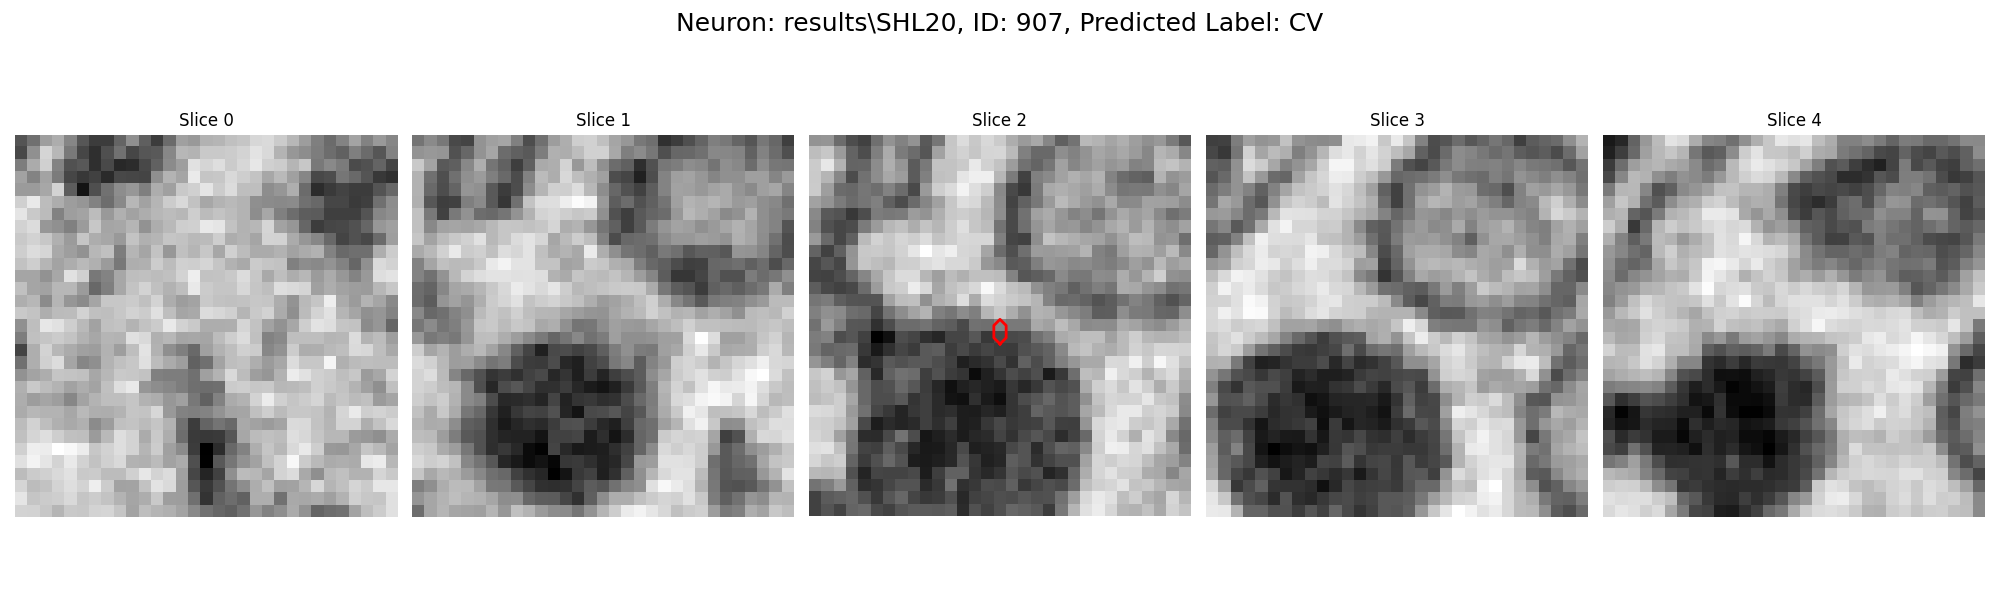 Neuron: results\SHL20, ID: 907, Predicted Label: CV
Slice 0
Slice 1
Slice 2
Slice 3
Slice 4